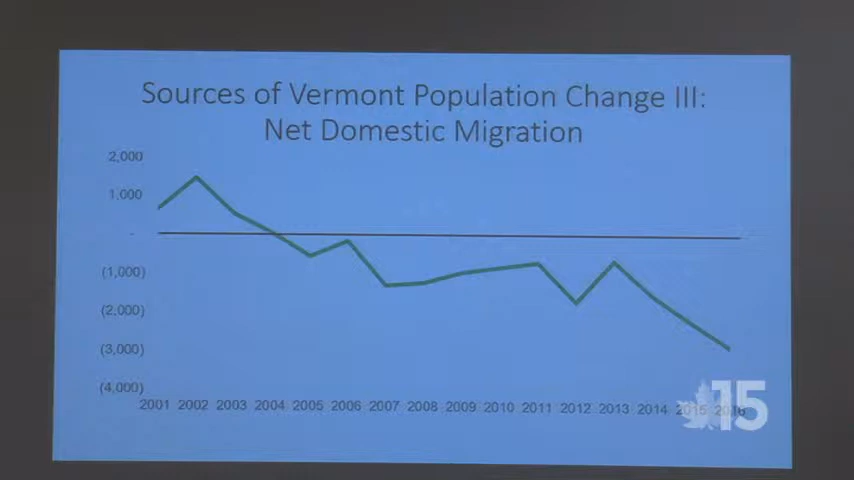 Sources of Vermont Population Change III:
Net Domestic Migration
2,000
1,000
-
(1,000)
(2,000)
(3,000)
(4,000)
2001 2002 2003 2004 2005 2006 2007 2008 2009 2010 2011 2012 2013 2014 2015 2016
15